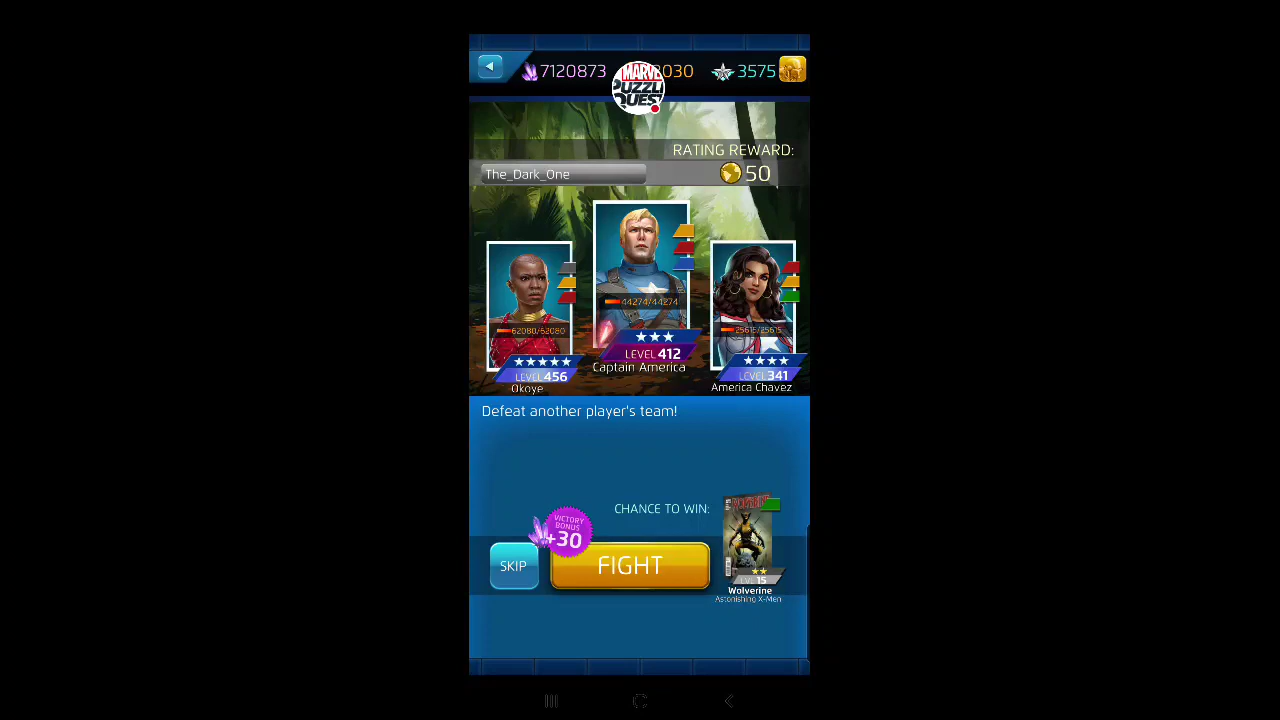 7120873
3030
3575
MARVEL
PUZZLE
QUEST
RATING REWARD:
The_Dark_One
50
62080/62080
LEVEL 456
Okoye
44274/44274
LEVEL 412
Captain America
25615/25615
LEVEL 341
America Chavez
Defeat another player's team!
CHANCE TO WIN:
VICTORY
BONUS
+30
SKIP
FIGHT
WOLVERINE
LVL 15
Wolverine
Astonishing X-Men